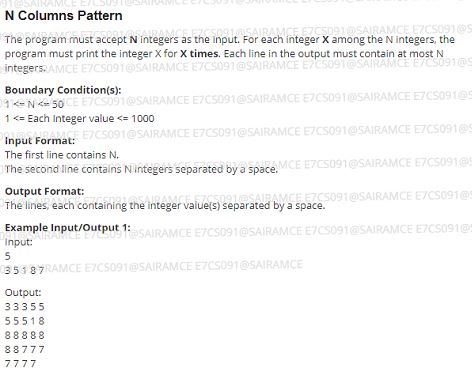 E7CS091@SAIRAMCE E7CS091@SAIRAMCE E7CS091@SAIRAMCE
N Columns Pattern
The program must accept N integers as the input. For each integer X among the N integers, the
program must print the integer X for X times. Each line in the output must contain at most N
integers.
Boundary Condition(s):
1 <= N <= 50
1 <= Each Integer value <= 1000
Input Format:
The first line contains N.
The second line contains N integers separated by a space.
Output Format:
The lines, each containing the integer value(s) separated by a space.
Example Input/Output 1:
Input:
5
3 5 1 8 7
Output:
3 3 3 5 5
5 5 5 1 8
8 8 8 8 8
8 8 7 7 7
7 7 7 7